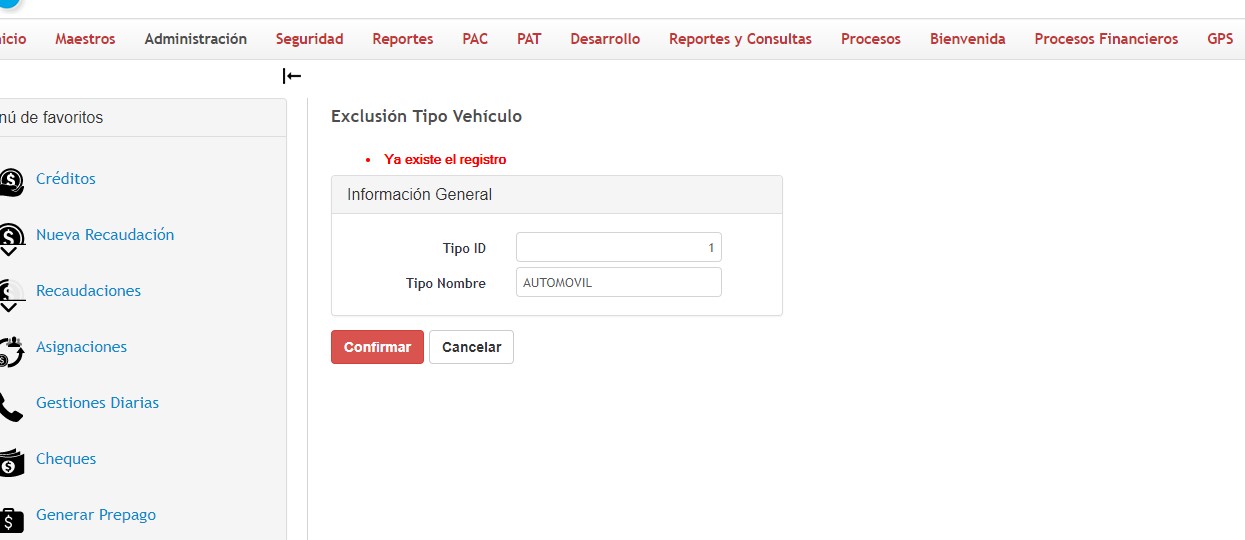 icio Maestros Administración Seguridad Reportes PAC PAT Desarrollo Reportes y Consultas Procesos Bienvenida Procesos Financieros GPS
nú de favoritos
Créditos
Nueva Recaudación
Recaudaciones
Asignaciones
Gestiones Diarias
Cheques
Generar Prepago
Exclusión Tipo Vehículo
Ya existe el registro
Información General
Tipo ID 1
Tipo Nombre AUTOMOVIL
Confirmar Cancelar